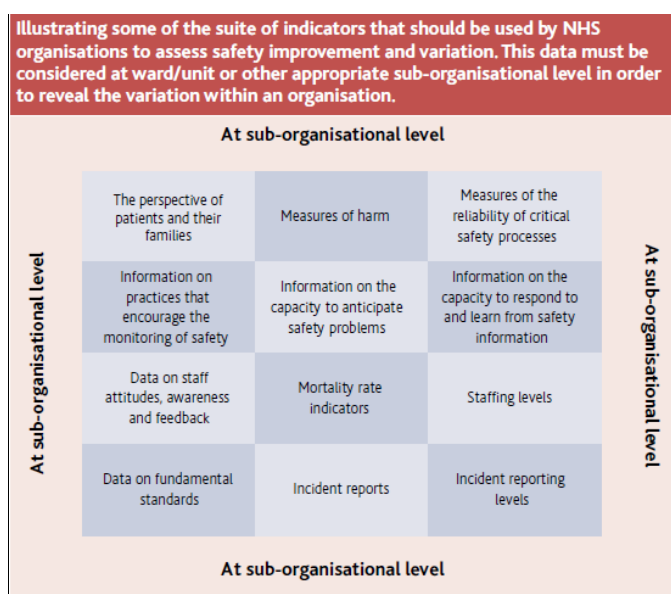 Illustrating some of the suite of indicators that should be used by NHS
organisations to assess safety improvement and variation. This data must be
considered at ward/unit or other appropriate sub-organisational level in order
to reveal the variation within an organisation.
At sub-organisational level
At sub-organisational level
The perspective of
patients and their
families
Measures of harm
Measures of the
reliability of critical
safety processes
Information on
practices that
encourage the
monitoring of safety
Information on the
capacity to anticipate
safety problems
Information on the
capacity to respond to
and learn from safety
information
Data on staff
attitudes, awareness
and feedback
Mortality rate
indicators
Staffing levels
Data on fundamental
standards
Incident reports
Incident reporting
levels
At sub-organisational level
At sub-organisational level